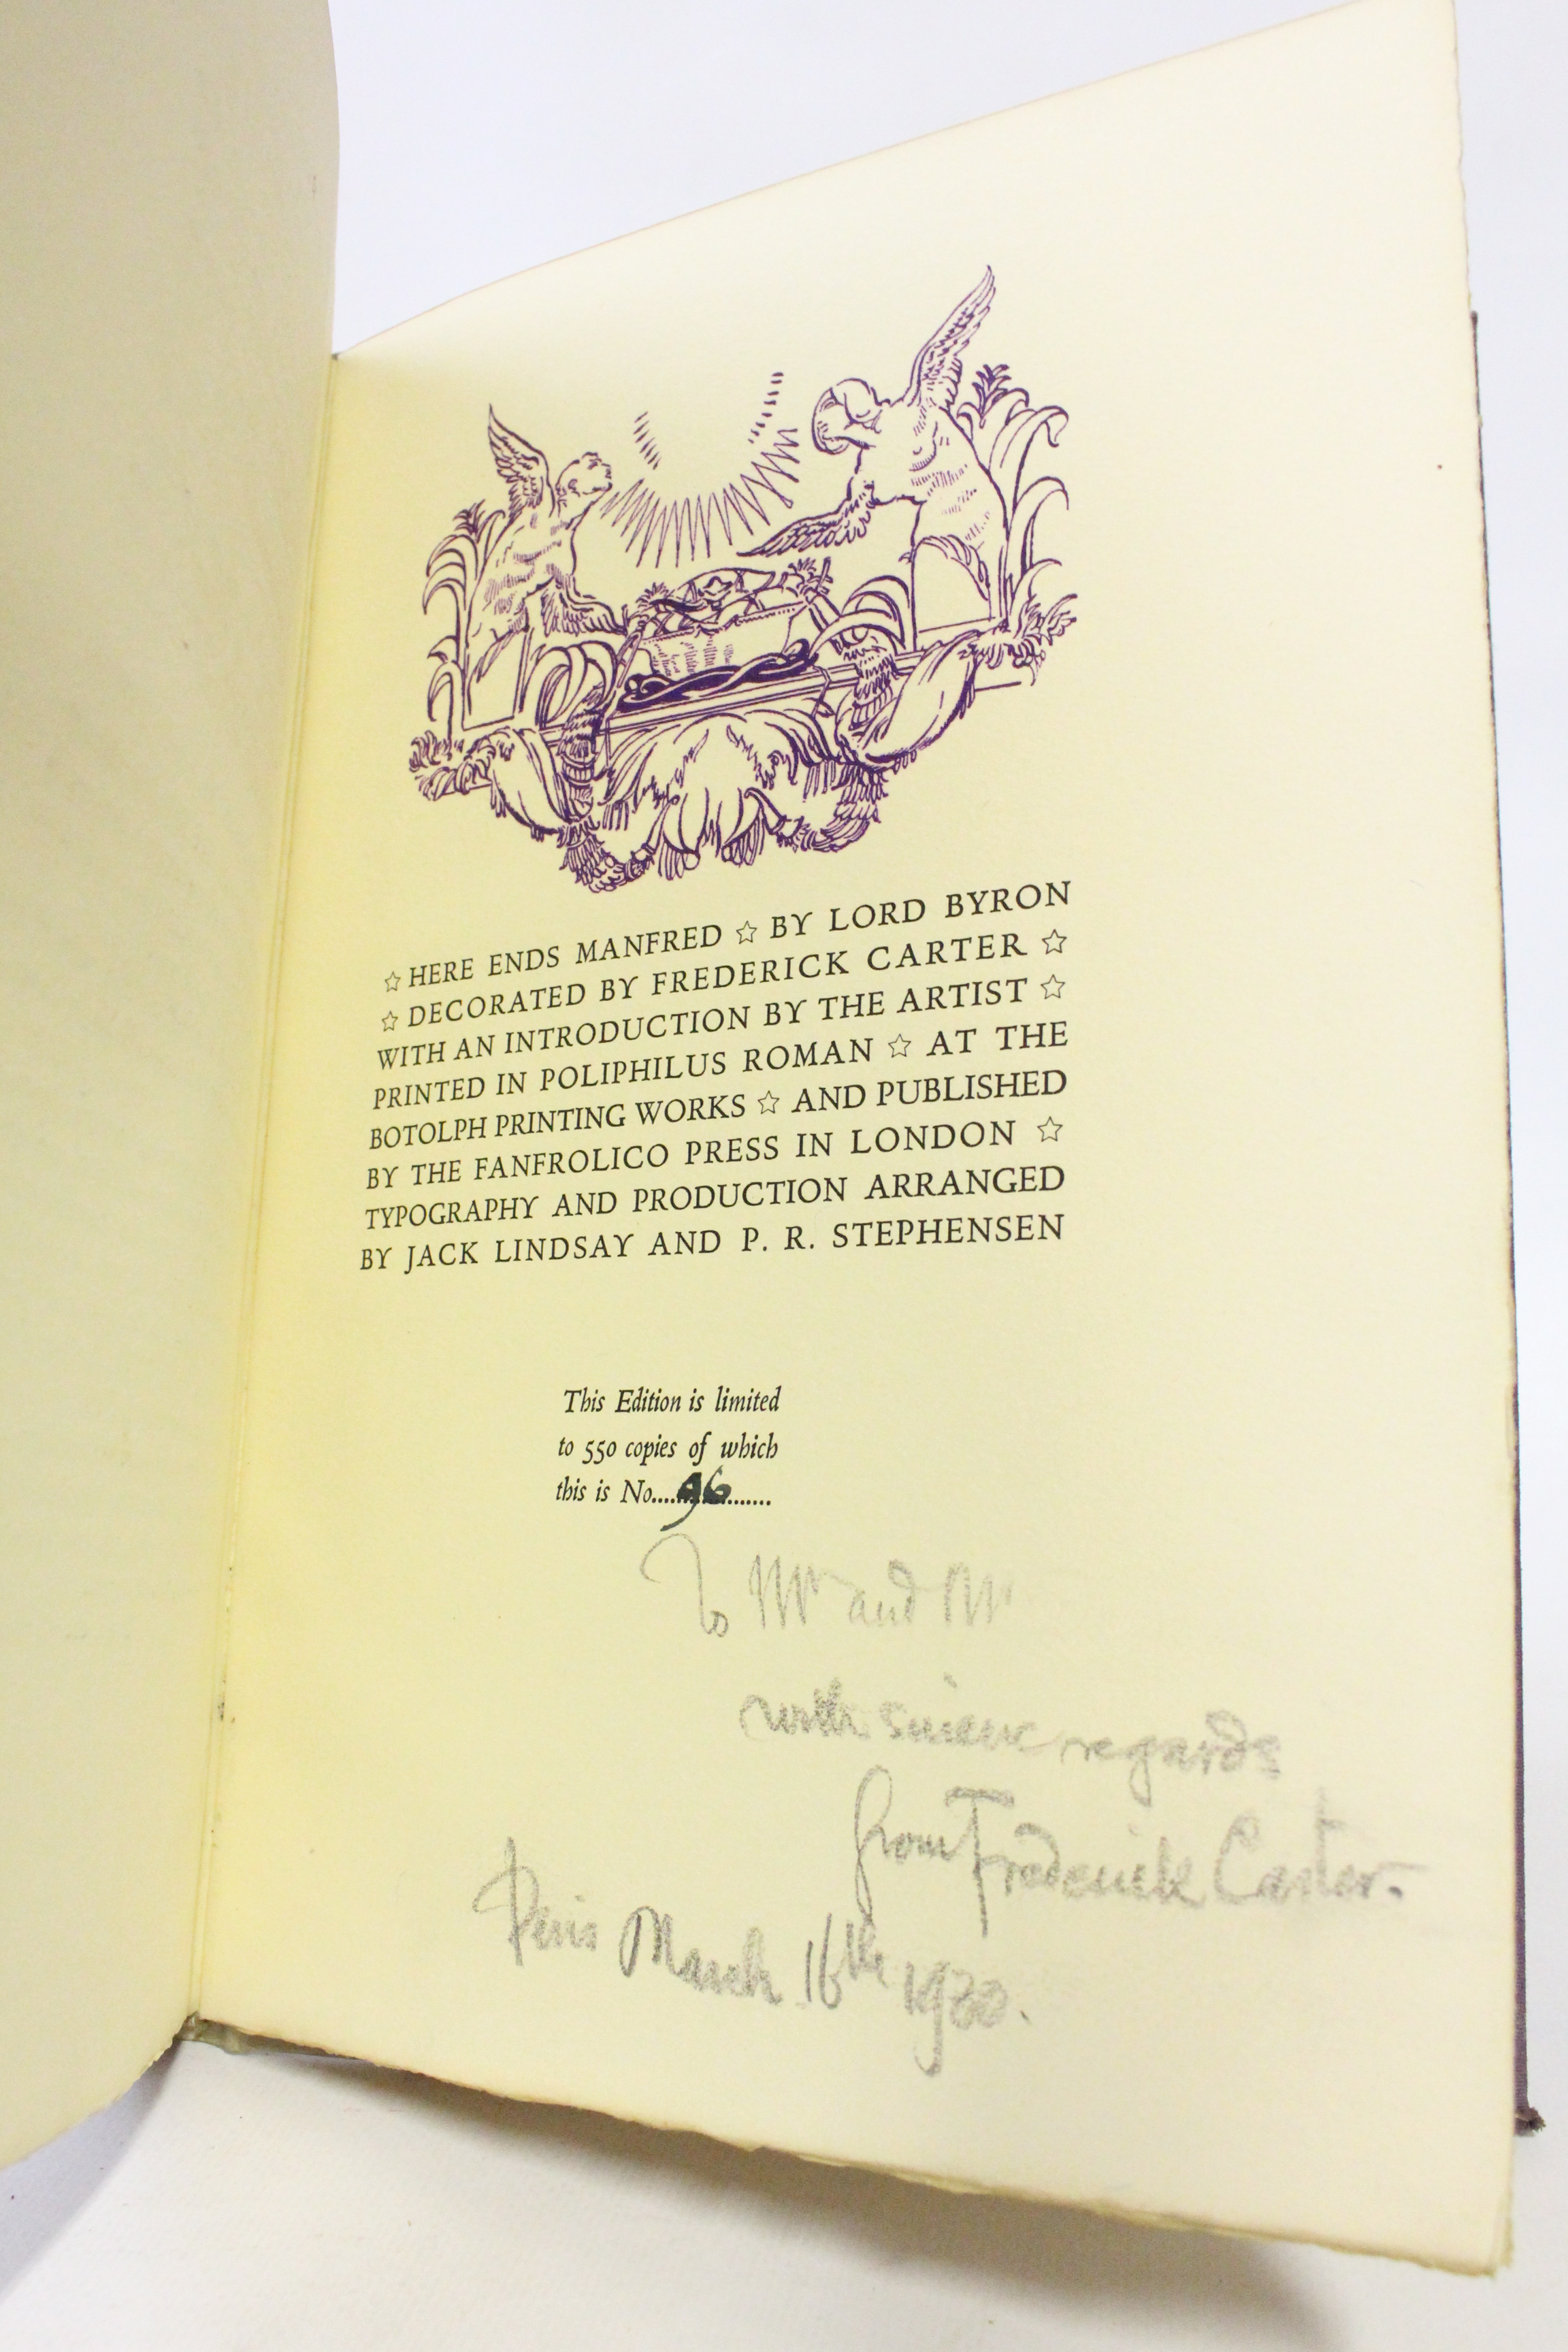 ☆ HERE ENDS MANFRED ☆ BY LORD BYRON
☆ DECORATED BY FREDERICK CARTER ☆
WITH AN INTRODUCTION BY THE ARTIST ☆
PRINTED IN POLIPHILUS ROMAN ☆ AT THE
BOTOLPH PRINTING WORKS ☆ AND PUBLISHED
BY THE FANFROLICO PRESS IN LONDON ☆
TYPOGRAPHY AND PRODUCTION ARRANGED
BY JACK LINDSAY AND P. R. STEPHENSEN
This Edition is limited
to 550 copies of which
this is No....96........
To Mr and M
with sincere regards
from Frederick Carter.
March 16th 1930.